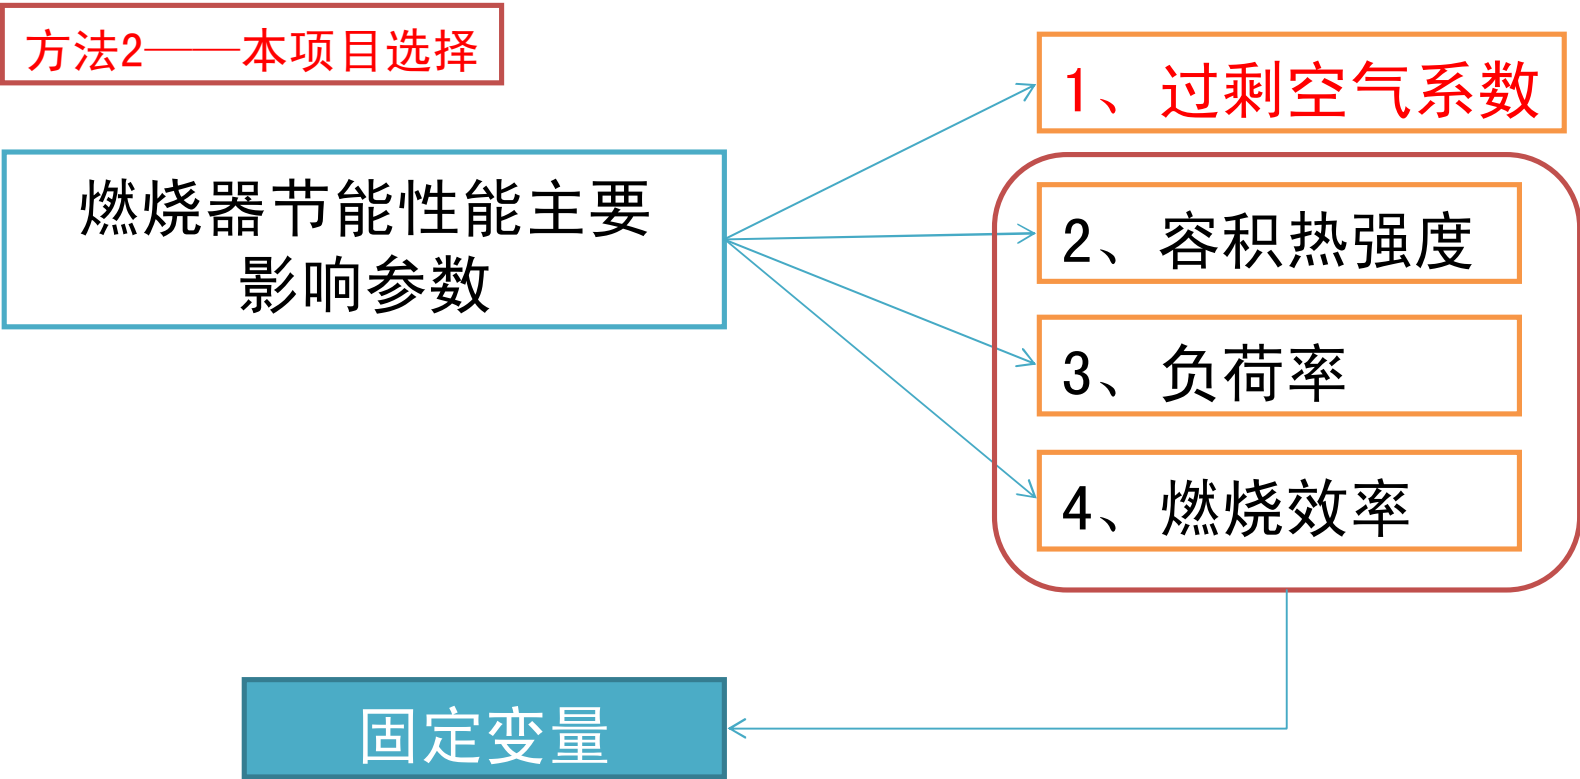 方法2——本项目选择
燃烧器节能性能主要
影响参数
1、过剩空气系数
2、容积热强度
3、负荷率
4、燃烧效率
固定变量